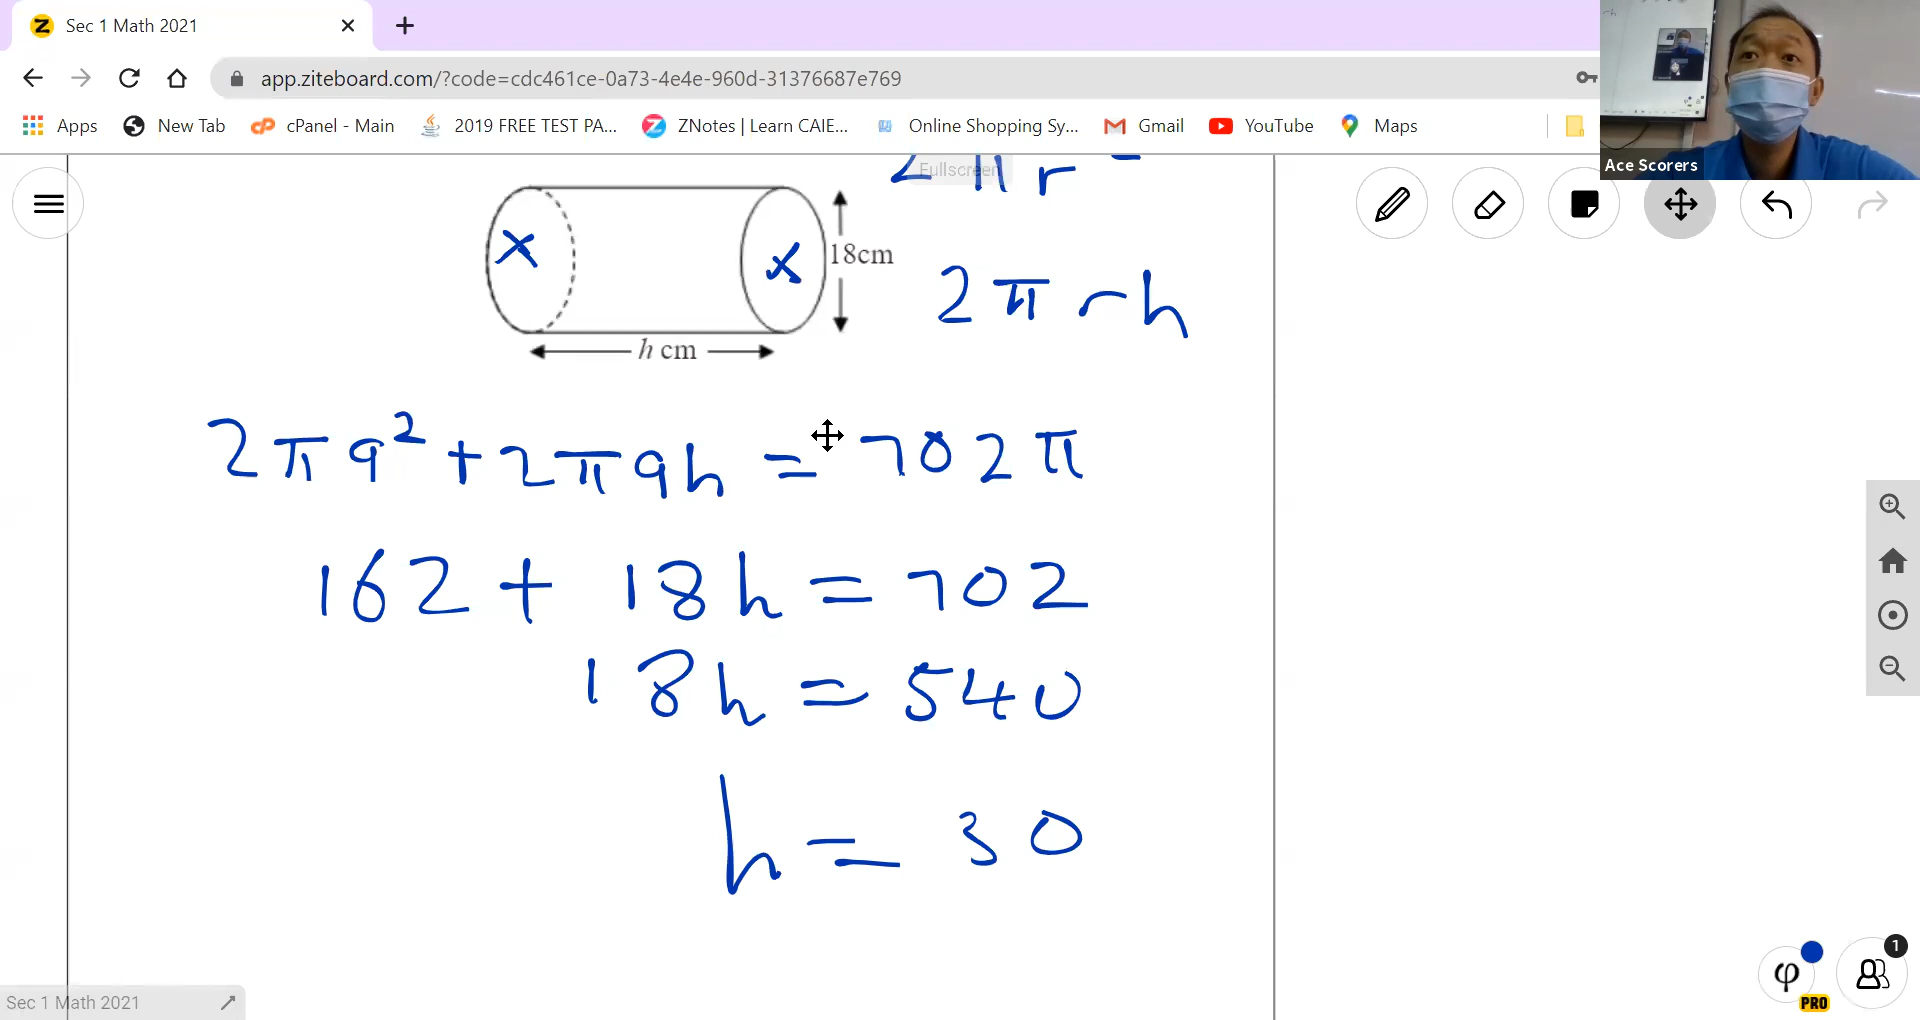 Sec 1 Math 2021
app.ziteboard.com/?code=cdc461ce-0a73-4e4e-960d-31376687e769
Apps New Tab cPanel - Main 2019 FREE TEST PA... ZNotes | Learn CAIE... Online Shopping Sy... Gmail YouTube Maps
Ace Scorers
2πr
Fullscreen
x x
18cm
2πrh
h cm
2π9² + 2π9h = 702π
162 + 18h = 702
18h = 540
h = 30
1
φ
PRO
Sec 1 Math 2021